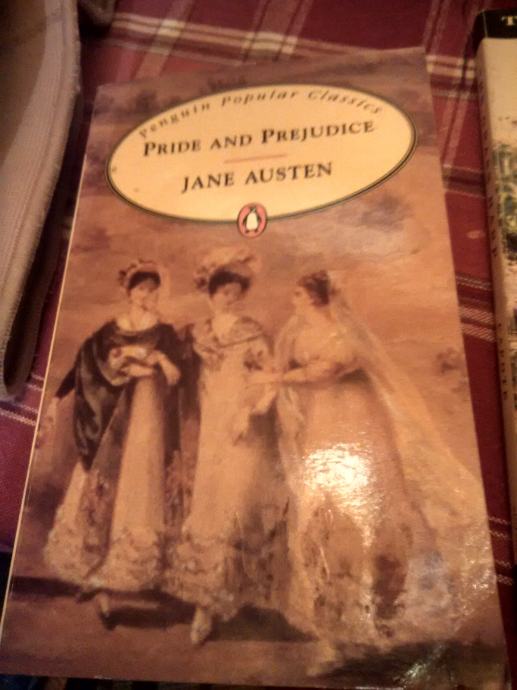 Penguin Popular Classics
PRIDE AND PREJUDICE
JANE AUSTEN